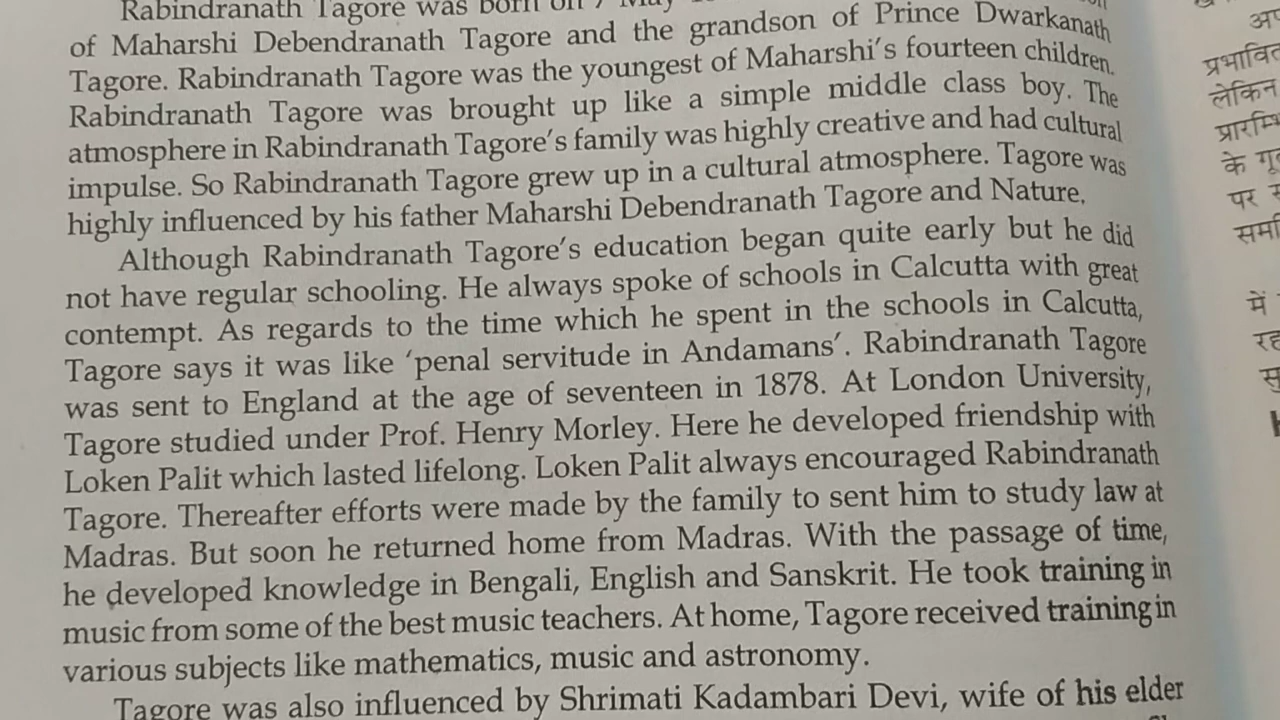 Rabindranath Tagore was born on 7 May
of Maharshi Debendranath Tagore and the grandson of Prince Dwarkanath
Tagore. Rabindranath Tagore was the youngest of Maharshi's fourteen children.
Rabindranath Tagore was brought up like a simple middle class boy. The
atmosphere in Rabindranath Tagore's family was highly creative and had cultural
impulse. So Rabindranath Tagore grew up in a cultural atmosphere. Tagore was
highly influenced by his father Maharshi Debendranath Tagore and Nature.
Although Rabindranath Tagore's education began quite early but he did
not have regular schooling. He always spoke of schools in Calcutta with great
contempt. As regards to the time which he spent in the schools in Calcutta,
Tagore says it was like 'penal servitude in Andamans'. Rabindranath Tagore
was sent to England at the age of seventeen in 1878. At London University,
Tagore studied under Prof. Henry Morley. Here he developed friendship with
Loken Palit which lasted lifelong. Loken Palit always encouraged Rabindranath
Tagore. Thereafter efforts were made by the family to sent him to study law at
Madras. But soon he returned home from Madras. With the passage of time,
he developed knowledge in Bengali, English and Sanskrit. He took training in
music from some of the best music teachers. At home, Tagore received training in
various subjects like mathematics, music and astronomy.
Tagore was also influenced by Shrimati Kadambari Devi, wife of his elder
लेकिन
के
पर
में